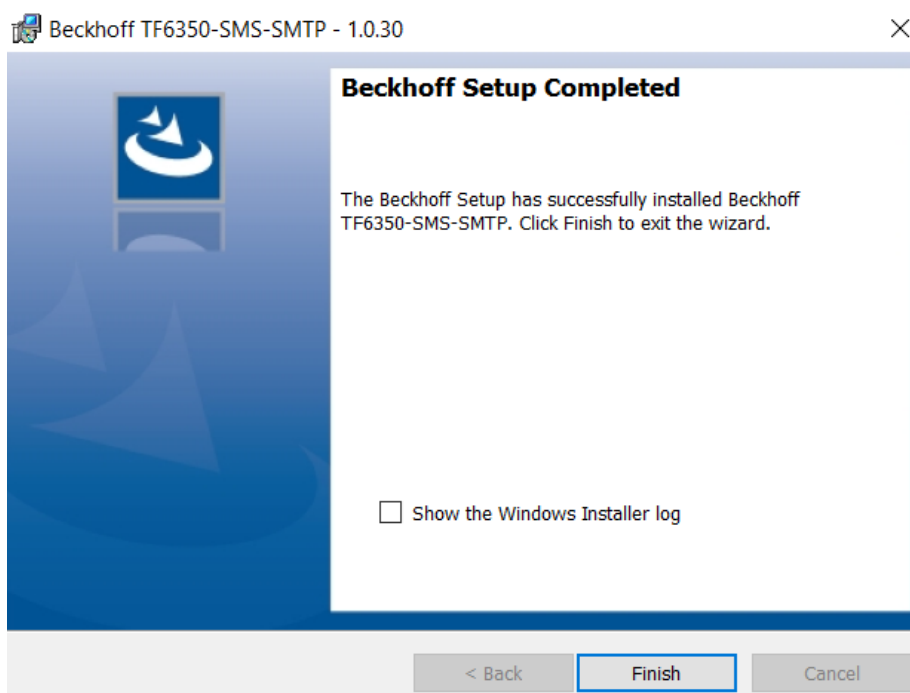 Beckhoff TF6350-SMS-SMTP - 1.0.30
Beckhoff Setup Completed
The Beckhoff Setup has successfully installed Beckhoff
TF6350-SMS-SMTP. Click Finish to exit the wizard.
Show the Windows Installer log
< Back
Finish
Cancel